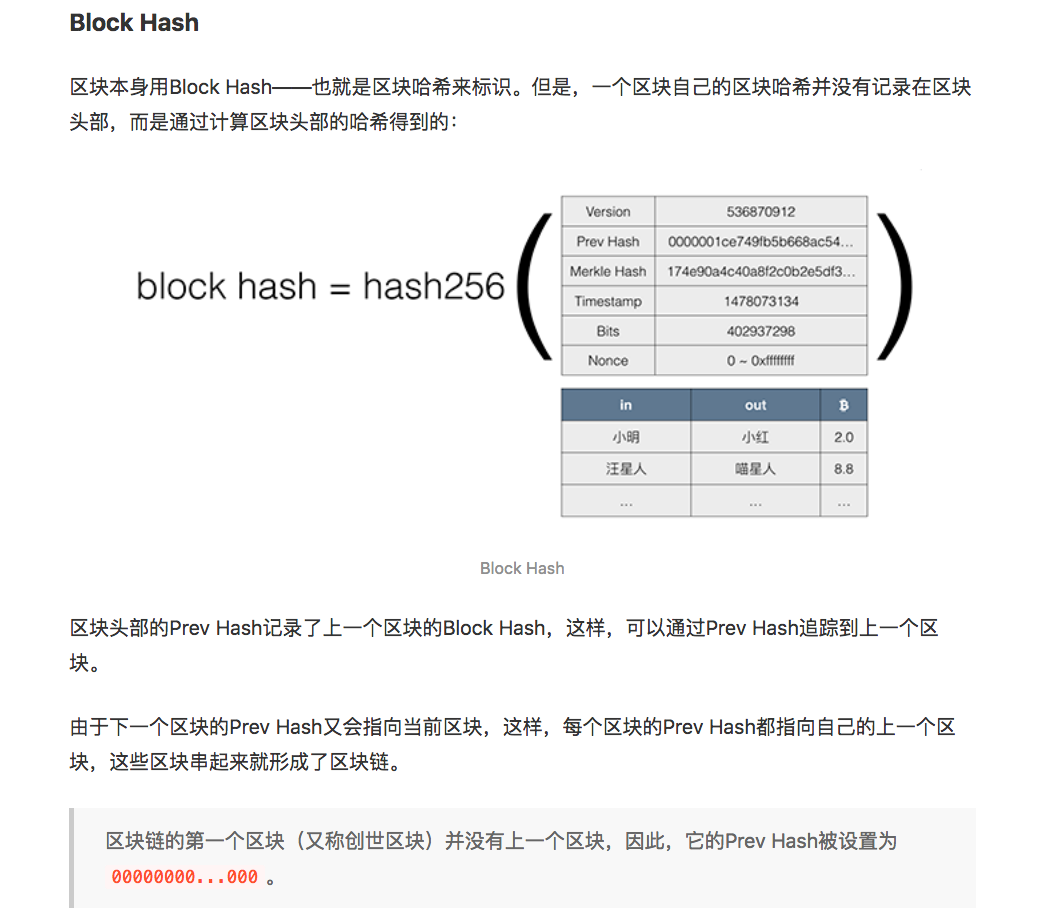 Block Hash
区块本身用Block Hash——也就是区块哈希来标识。但是，一个区块自己的区块哈希并没有记录在区块
头部，而是通过计算区块头部的哈希得到的：
block hash = hash256
Version 536870912
Prev Hash 0000001ce749fb5b668ac54...
Merkle Hash 174e90a4c40a8f2c0b2e5df3...
Timestamp 1478073134
Bits 402937298
Nonce 0 ~ 0xffffffff
in out ₿
小明 小红 2.0
汪星人 喵星人 8.8
... ... ...
Block Hash
区块头部的Prev Hash记录了上一个区块的Block Hash，这样，可以通过Prev Hash追踪到上一个区
块。
由于下一个区块的Prev Hash又会指向当前区块，这样，每个区块的Prev Hash都指向自己的上一个区
块，这些区块串起来就形成了区块链。
区块链的第一个区块（又称创世区块）并没有上一个区块，因此，它的Prev Hash被设置为
00000000...000 。